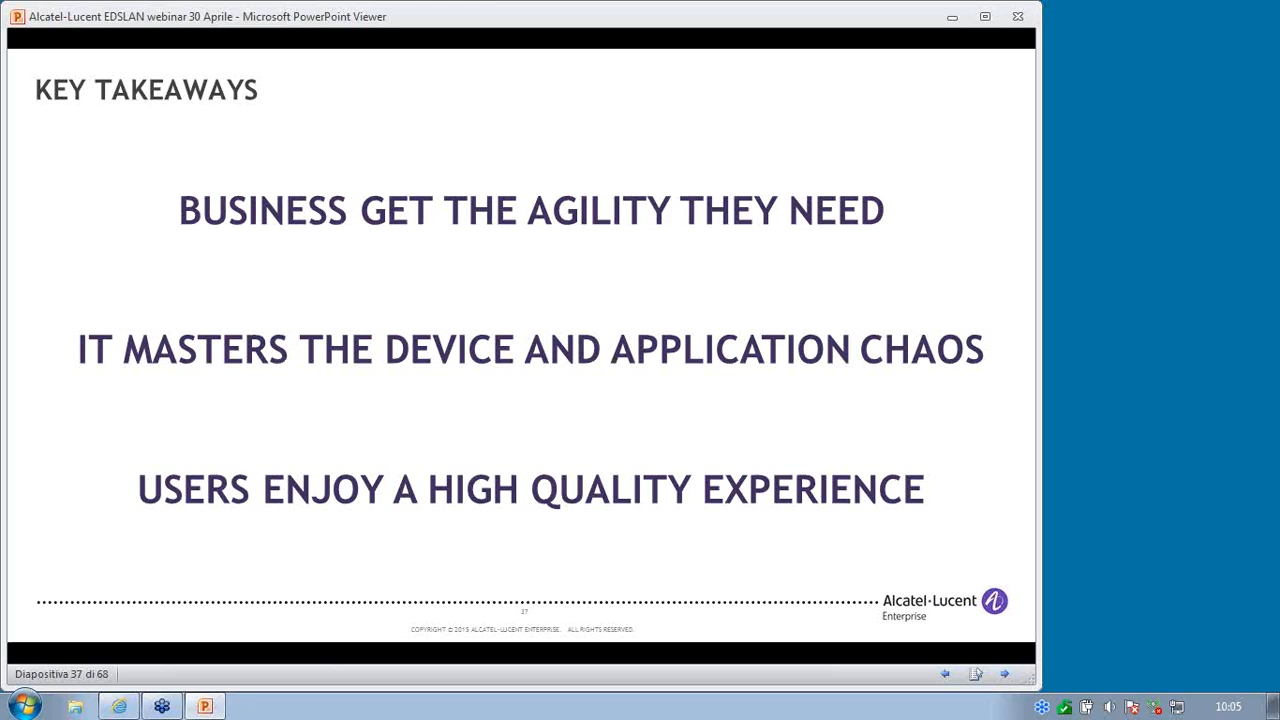 Alcatel-Lucent EDSLAN webinar 30 Aprile - Microsoft PowerPoint Viewer
KEY TAKEAWAYS
BUSINESS GET THE AGILITY THEY NEED
IT MASTERS THE DEVICE AND APPLICATION CHAOS
USERS ENJOY A HIGH QUALITY EXPERIENCE
Alcatel·Lucent
Enterprise
37
COPYRIGHT © 2015 ALCATEL-LUCENT ENTERPRISE. ALL RIGHTS RESERVED.
Diapositiva 37 di 68
10:05